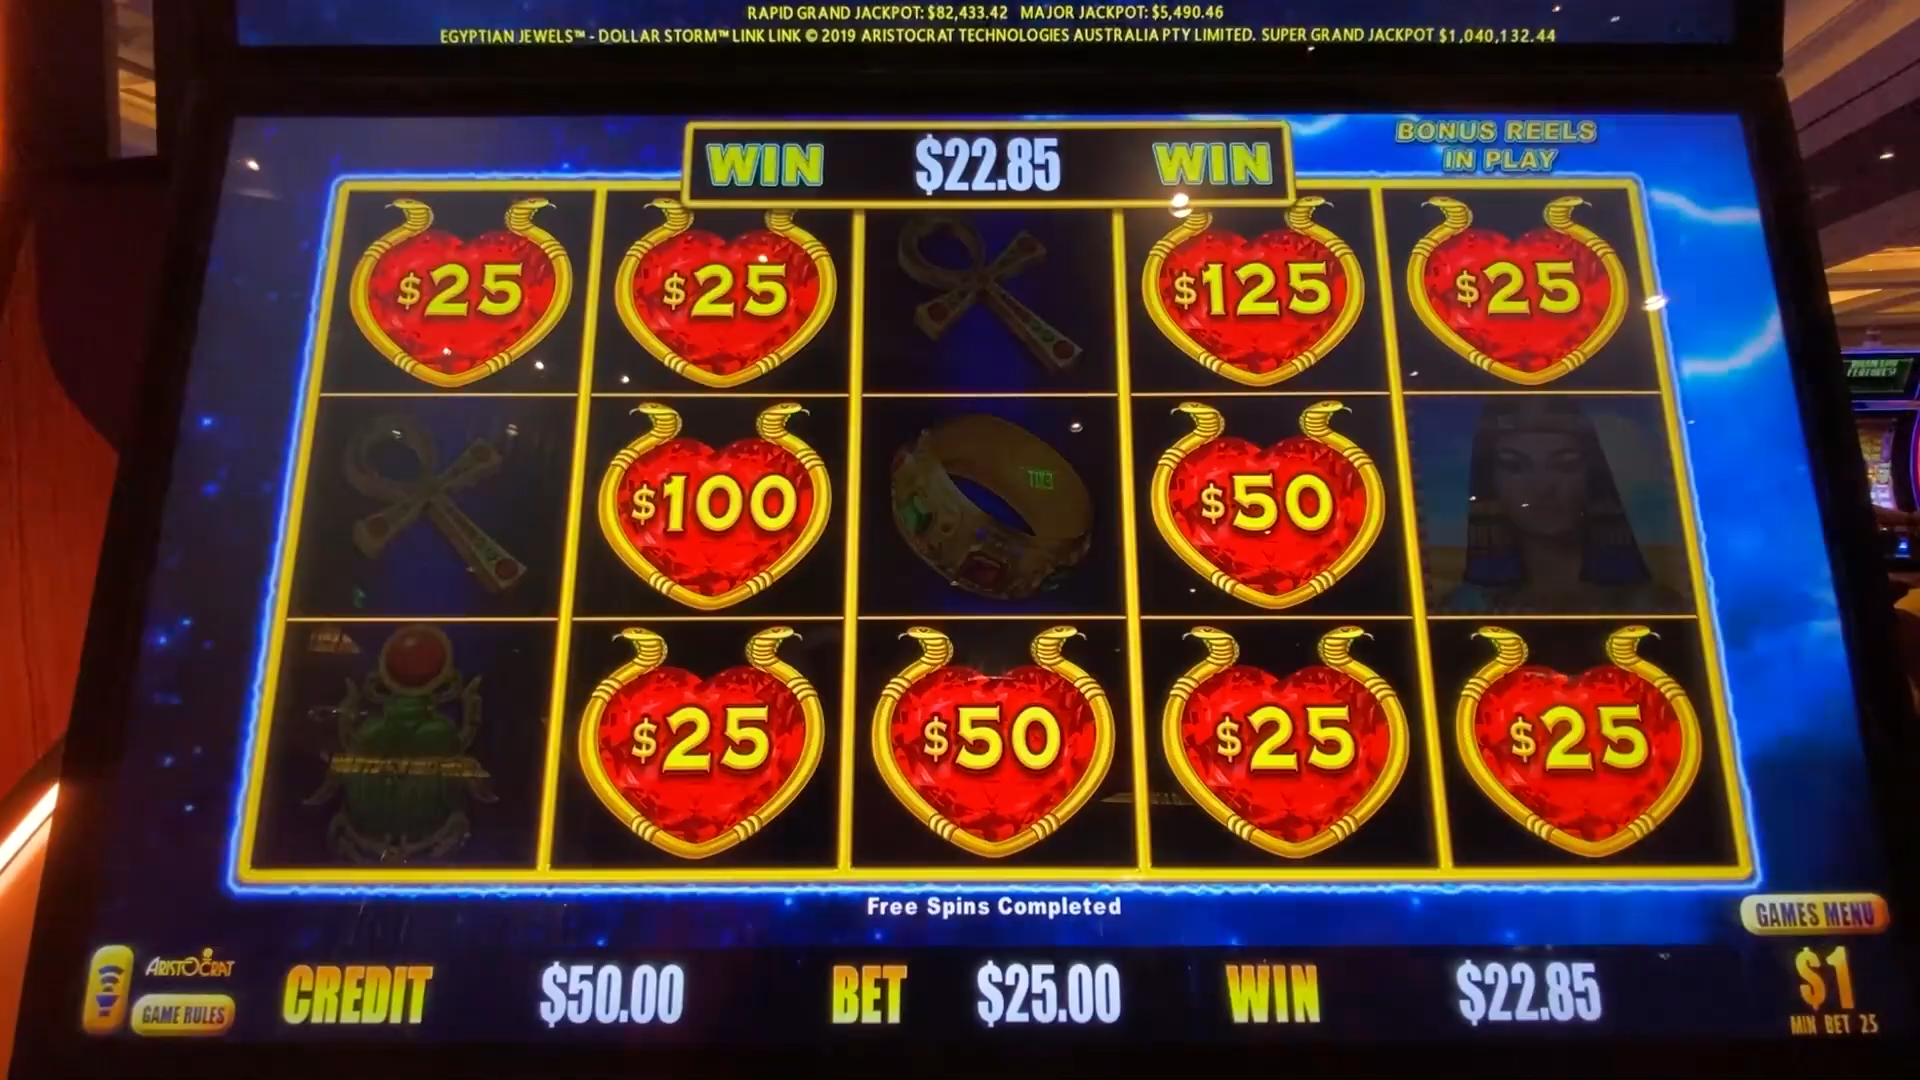 RAPID GRAND JACKPOT: $82,433.42 MAJOR JACKPOT: $5,490.46
EGYPTIAN JEWELS™ - DOLLAR STORM™ LINK LINK © 2019 ARISTOCRAT TECHNOLOGIES AUSTRALIA PTY LIMITED. SUPER GRAND JACKPOT $1,040,132.44
WIN $22.85 WIN
BONUS REELS
IN PLAY
$25 $25 $125 $25
$100 $50
$25 $50 $25 $25
Free Spins Completed
GAMES MENU
ARISTOCRAT
GAME RULES
CREDIT $50.00 BET $25.00 WIN $22.85
$1
MIN BET 25